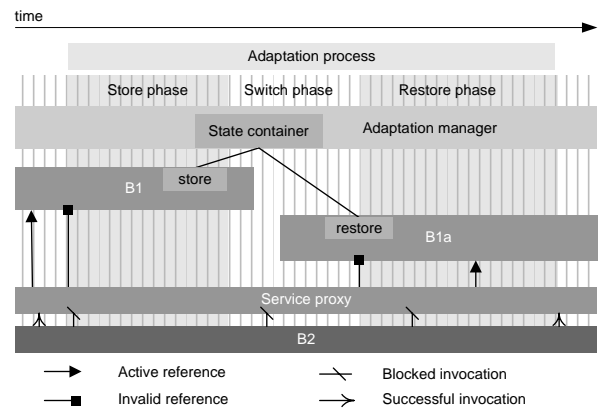 time
Adaptation process
Store phase Switch phase Restore phase
State container Adaptation manager
B1 store
restore B1a
Service proxy
B2
Active reference Blocked invocation
Invalid reference Successful invocation